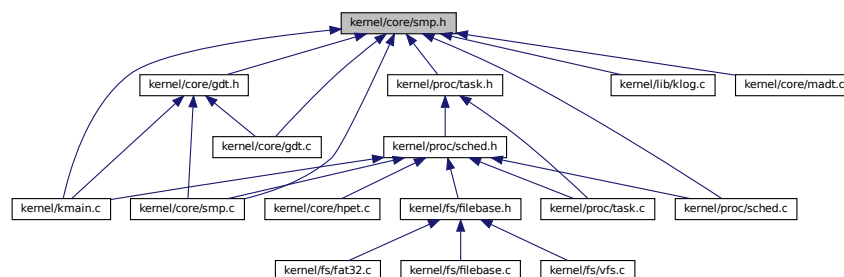 kernel/core/smp.h
kernel/core/gdt.h
kernel/proc/task.h
kernel/lib/klog.c
kernel/core/madt.c
kernel/core/gdt.c
kernel/proc/sched.h
kernel/kmain.c
kernel/core/smp.c
kernel/core/hpet.c
kernel/fs/filebase.h
kernel/proc/task.c
kernel/proc/sched.c
kernel/fs/fat32.c
kernel/fs/filebase.c
kernel/fs/vfs.c